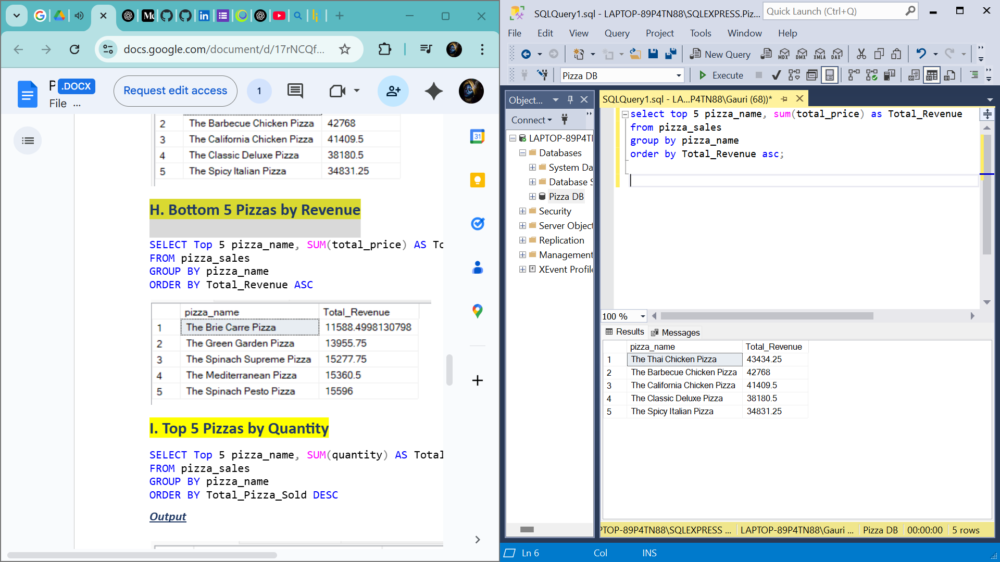 docs.google.com/document/d/17rNCQf...
.DOCX
File ...
Request edit access
1
2 The Barbecue Chicken Pizza 42768
3 The California Chicken Pizza 41409.5
4 The Classic Deluxe Pizza 38180.5
5 The Spicy Italian Pizza 34831.25
H. Bottom 5 Pizzas by Revenue
SELECT Top 5 pizza_name, SUM(total_price) AS To
FROM pizza_sales
GROUP BY pizza_name
ORDER BY Total_Revenue ASC
pizza_name Total_Revenue
1 The Brie Carre Pizza 11588.4998130798
2 The Green Garden Pizza 13955.75
3 The Spinach Supreme Pizza 15277.75
4 The Mediterranean Pizza 15360.5
5 The Spinach Pesto Pizza 15596
I. Top 5 Pizzas by Quantity
SELECT Top 5 pizza_name, SUM(quantity) AS Total
FROM pizza_sales
GROUP BY pizza_name
ORDER BY Total_Pizza_Sold DESC
Output
31
SQLQuery1.sql - LAPTOP-89P4TN88\SQLEXPRESS.Piz...
Quick Launch (Ctrl+Q)
File Edit View Query Project Tools Window Help
New Query MDX DMX XMLA DAX
Pizza DB Execute
Object...
Connect
LAPTOP-89P4T
Databases
System Da
Database S
Pizza DB
Security
Server Object
Replication
Management
XEvent Profile
SQLQuery1.sql - LA...P4TN88\Gauri (68))*
select top 5 pizza_name, sum(total_price) as Total_Revenue
from pizza_sales
group by pizza_name
order by Total_Revenue asc;
100 %
Results Messages
pizza_name Total_Revenue
1 The Thai Chicken Pizza 43434.25
2 The Barbecue Chicken Pizza 42768
3 The California Chicken Pizza 41409.5
4 The Classic Deluxe Pizza 38180.5
5 The Spicy Italian Pizza 34831.25
PTOP-89P4TN88\SQLEXPRESS ... LAPTOP-89P4TN88\Gauri ... Pizza DB 00:00:00 5 rows
Ln 6 Col INS